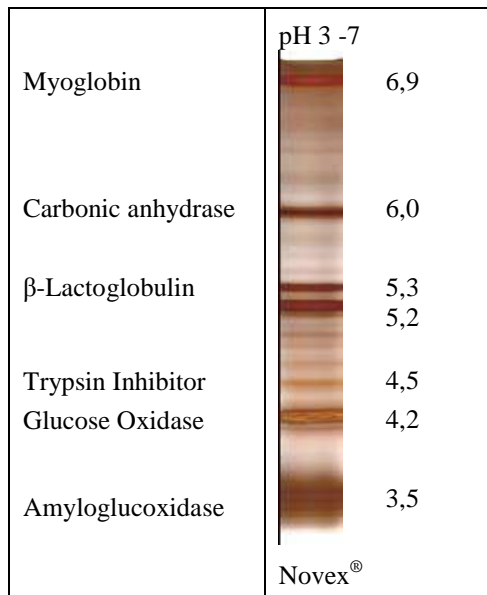 pH 3 -7
Myoglobin 6,9
Carbonic anhydrase 6,0
β-Lactoglobulin 5,3
5,2
Trypsin Inhibitor 4,5
Glucose Oxidase 4,2
Amyloglucoxidase 3,5
Novex®